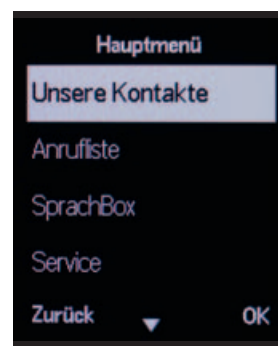 Hauptmenü
Unsere Kontakte
Anrufliste
SprachBox
Service
Zurück OK